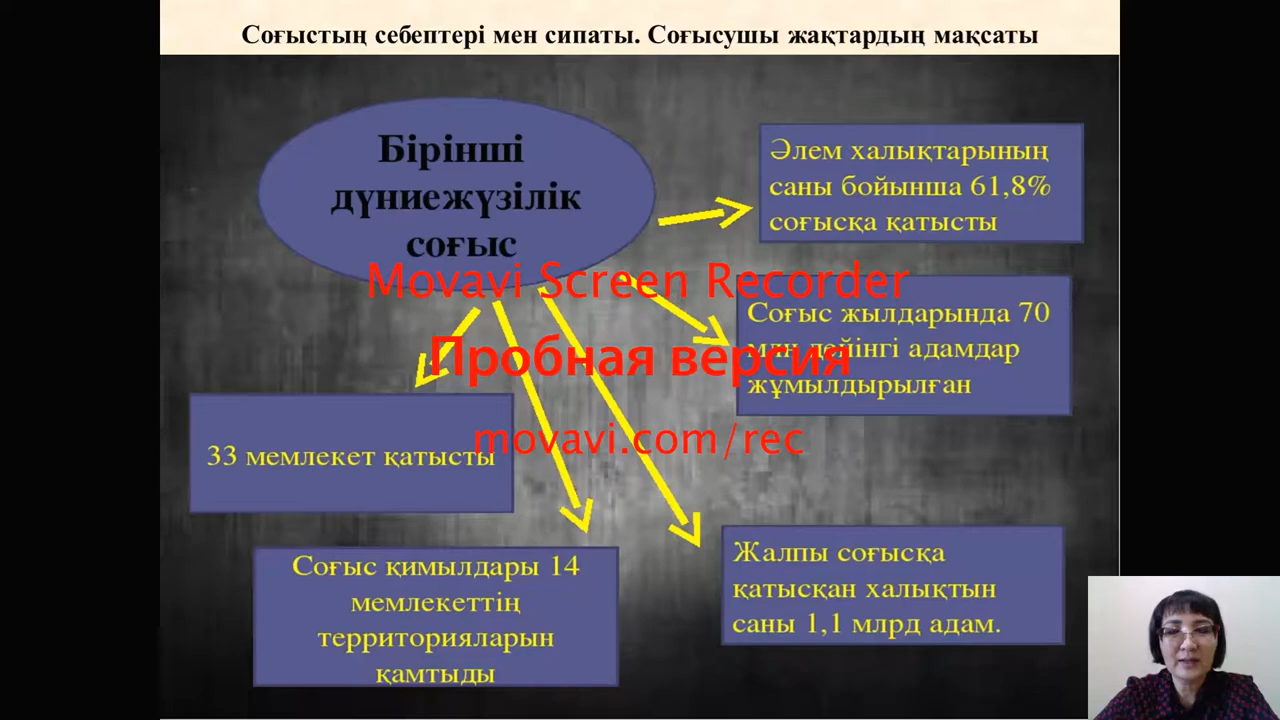 Соғыстың себептері мен сипаты. Соғысушы жақтардың мақсаты
Бірінші
дүниежүзілік
соғыс
Әлем халықтарының
саны бойынша 61,8%
соғысқа қатысты
Movavi Screen Recorder
Соғыс жылдарында 70
млн дейінгі адамдар
жұмылдырылған
Пробная версия
movavi.com/rec
33 мемлекет қатысты
Соғыс қимылдары 14
мемлекеттің
территорияларын
қамтыды
Жалпы соғысқа
қатысқан халықтын
саны 1,1 млрд адам.